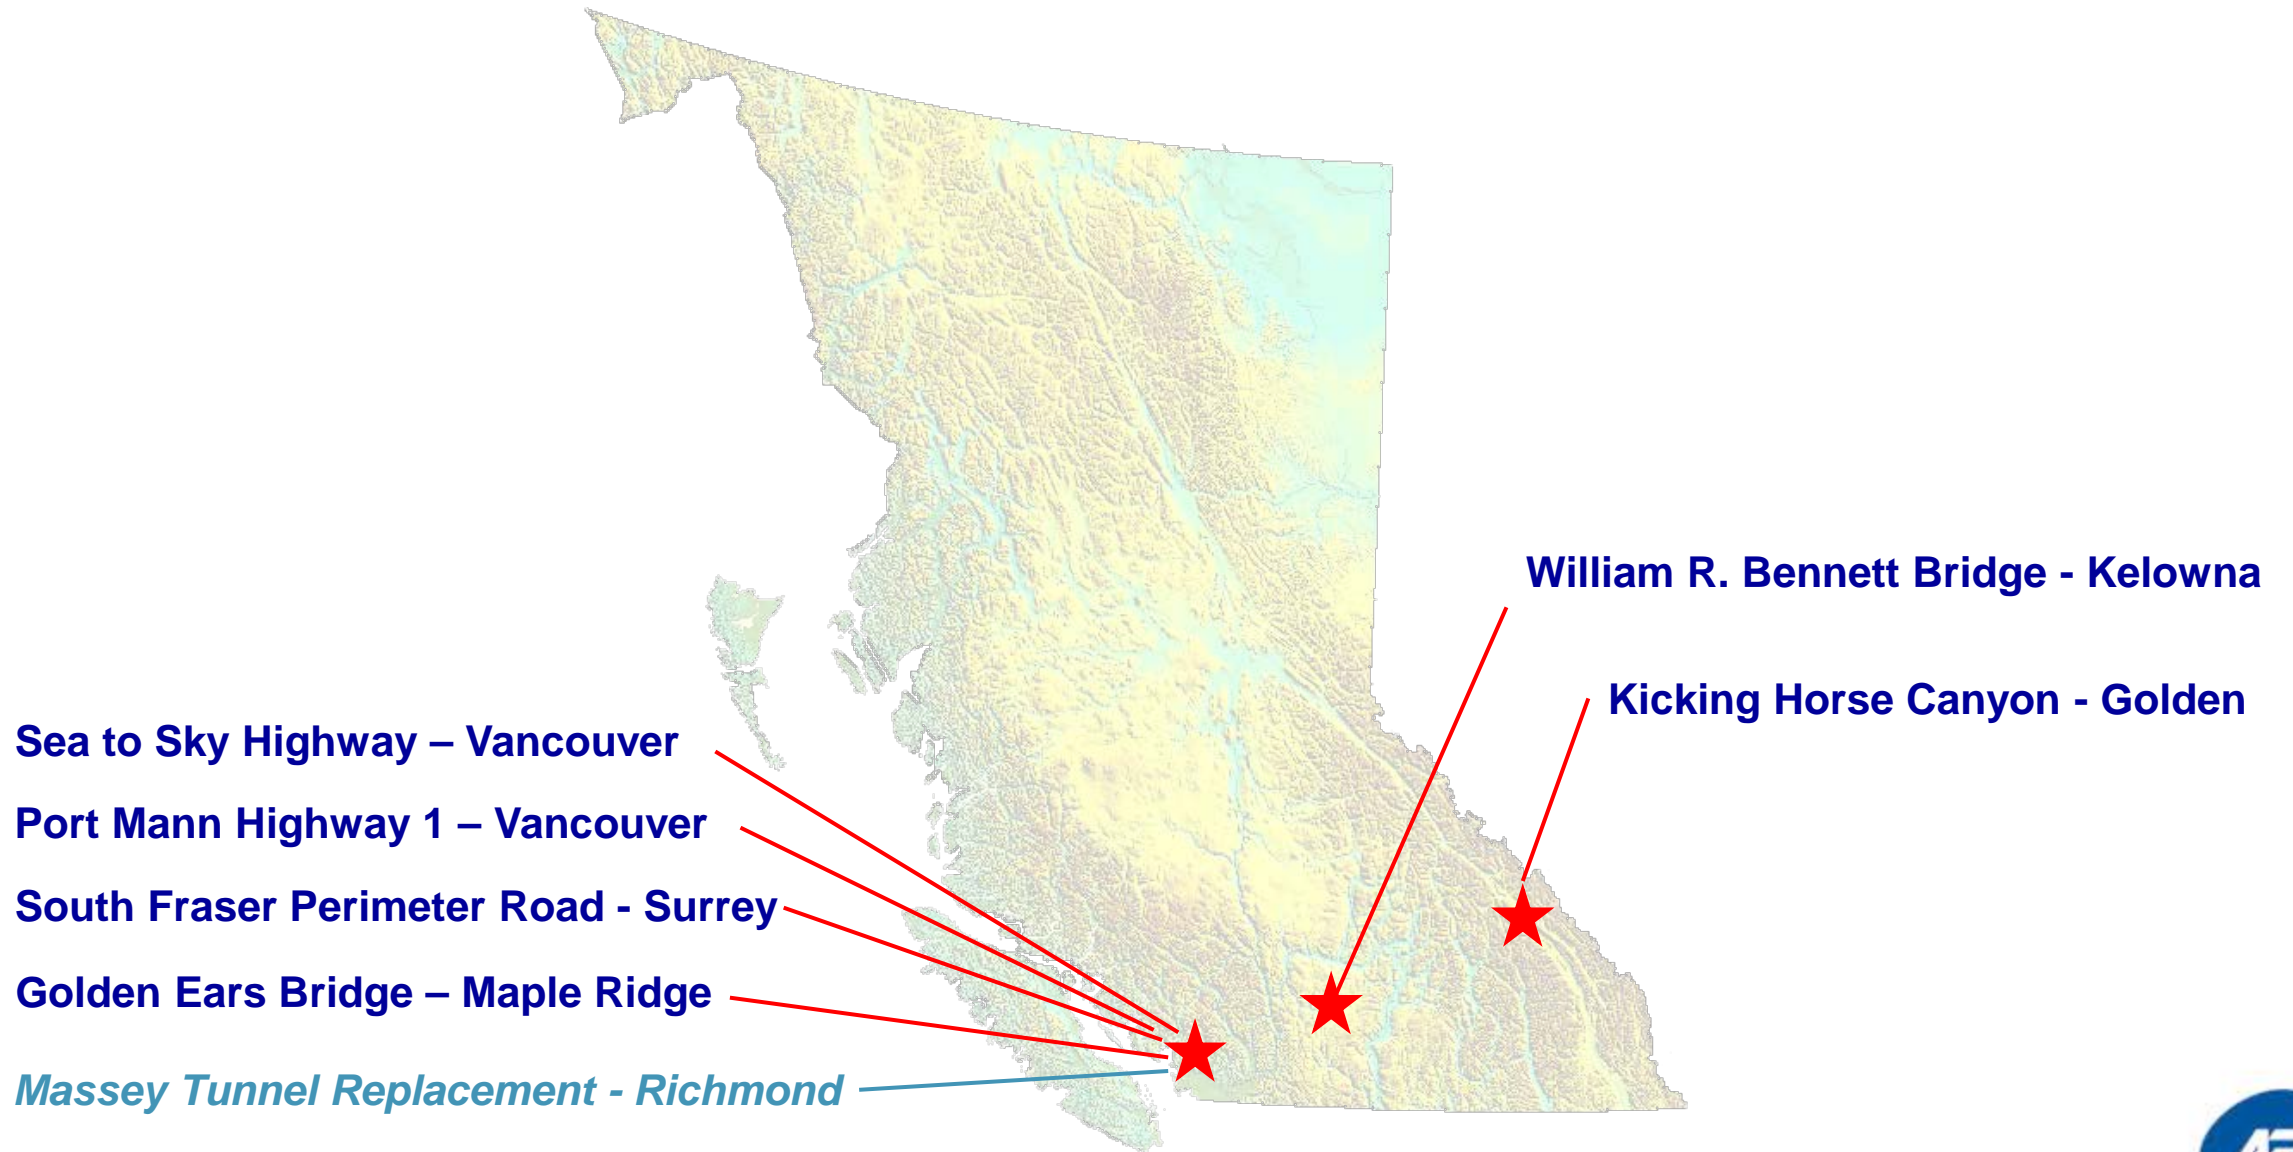 William R. Bennett Bridge - Kelowna
Kicking Horse Canyon - Golden
Sea to Sky Highway – Vancouver
Port Mann Highway 1 – Vancouver
South Fraser Perimeter Road - Surrey
Golden Ears Bridge – Maple Ridge
Massey Tunnel Replacement - Richmond